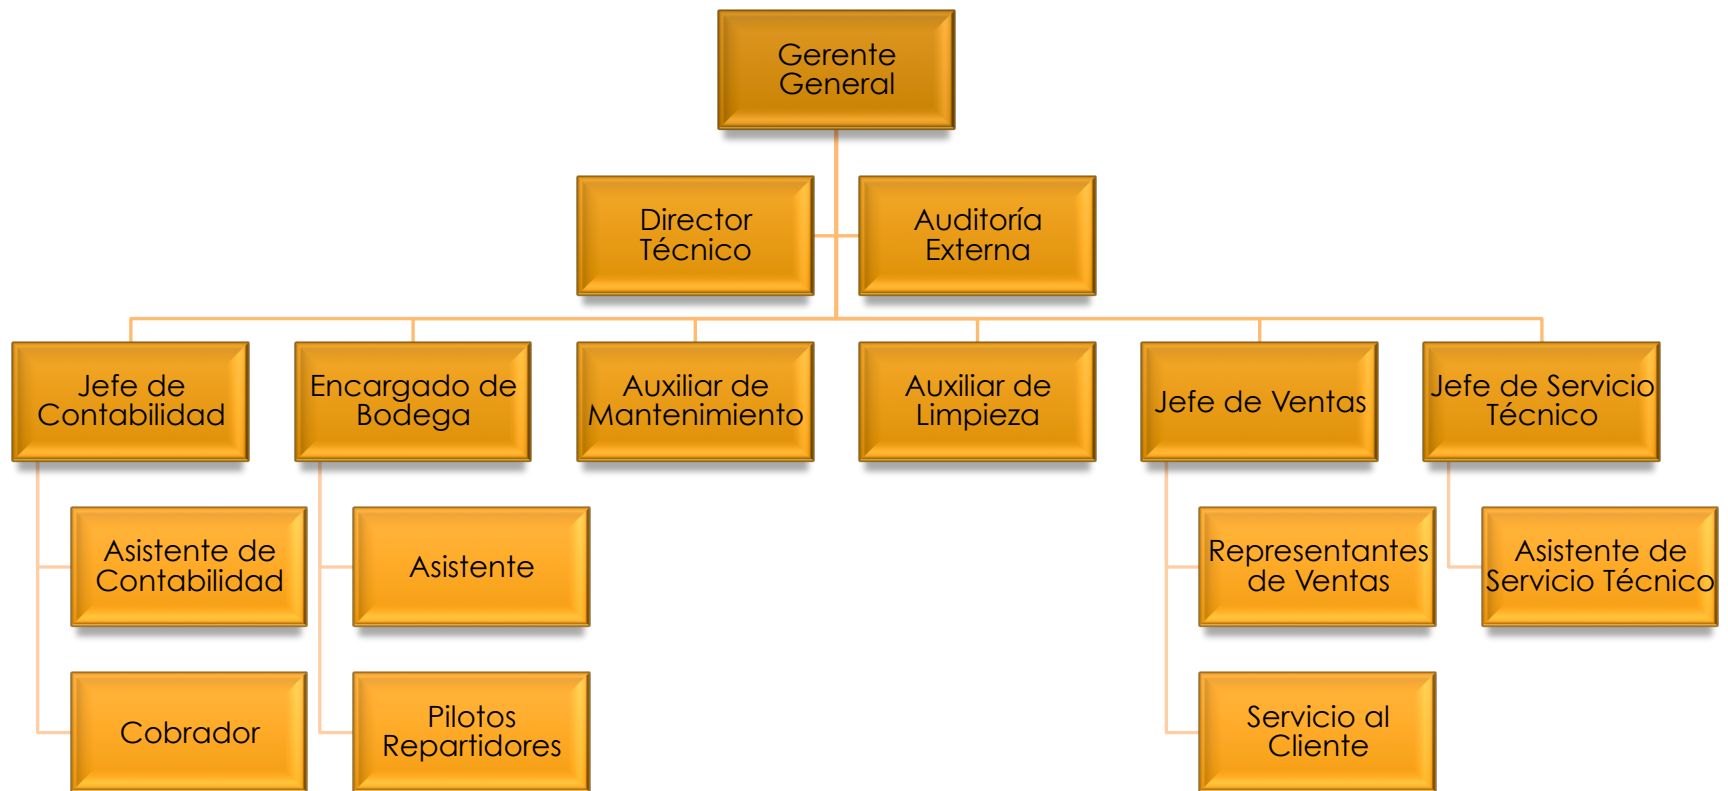 Gerente
General
Director
Técnico
Auditoría
Externa
Jefe de
Contabilidad
Encargado de
Bodega
Auxiliar de
Mantenimiento
Auxiliar de
Limpieza
Jefe de Ventas
Jefe de Servicio
Técnico
Asistente de
Contabilidad
Asistente
Representantes
de Ventas
Asistente de
Servicio Técnico
Cobrador
Pilotos
Repartidores
Servicio al
Cliente